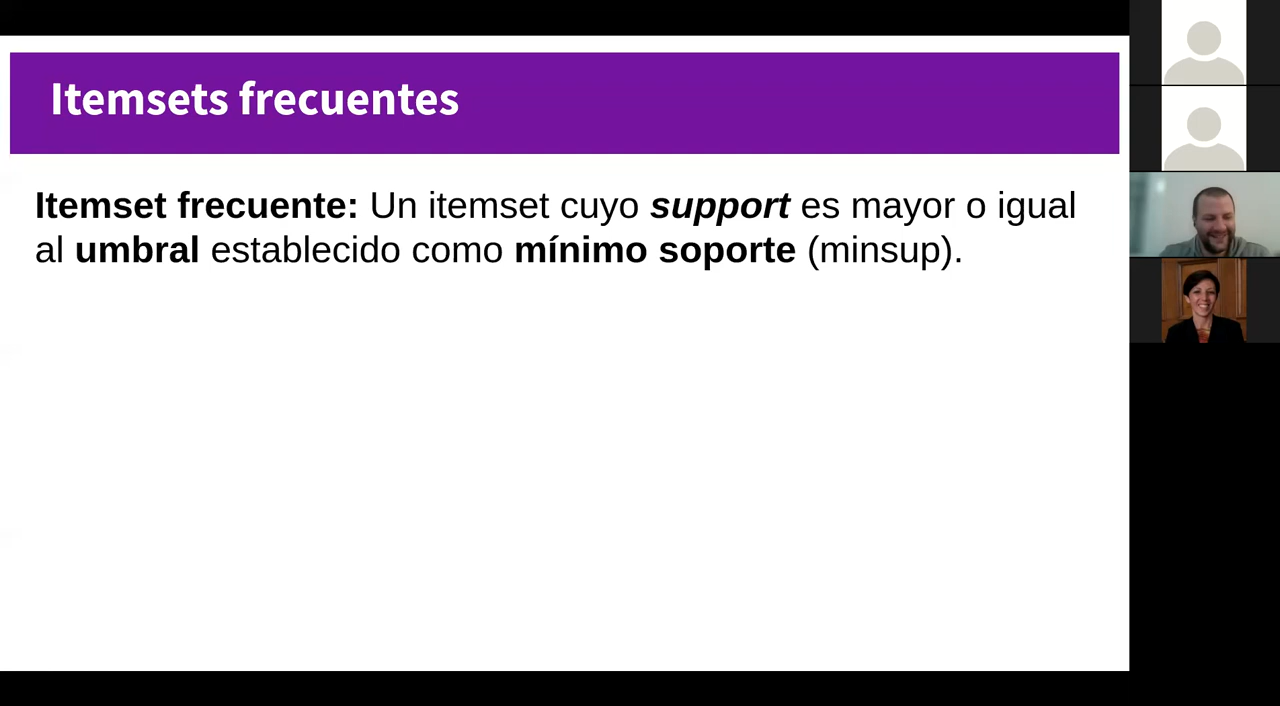 Itemsets frecuentes
Itemset frecuente: Un itemset cuyo support es mayor o igual
al umbral establecido como mínimo soporte (minsup).